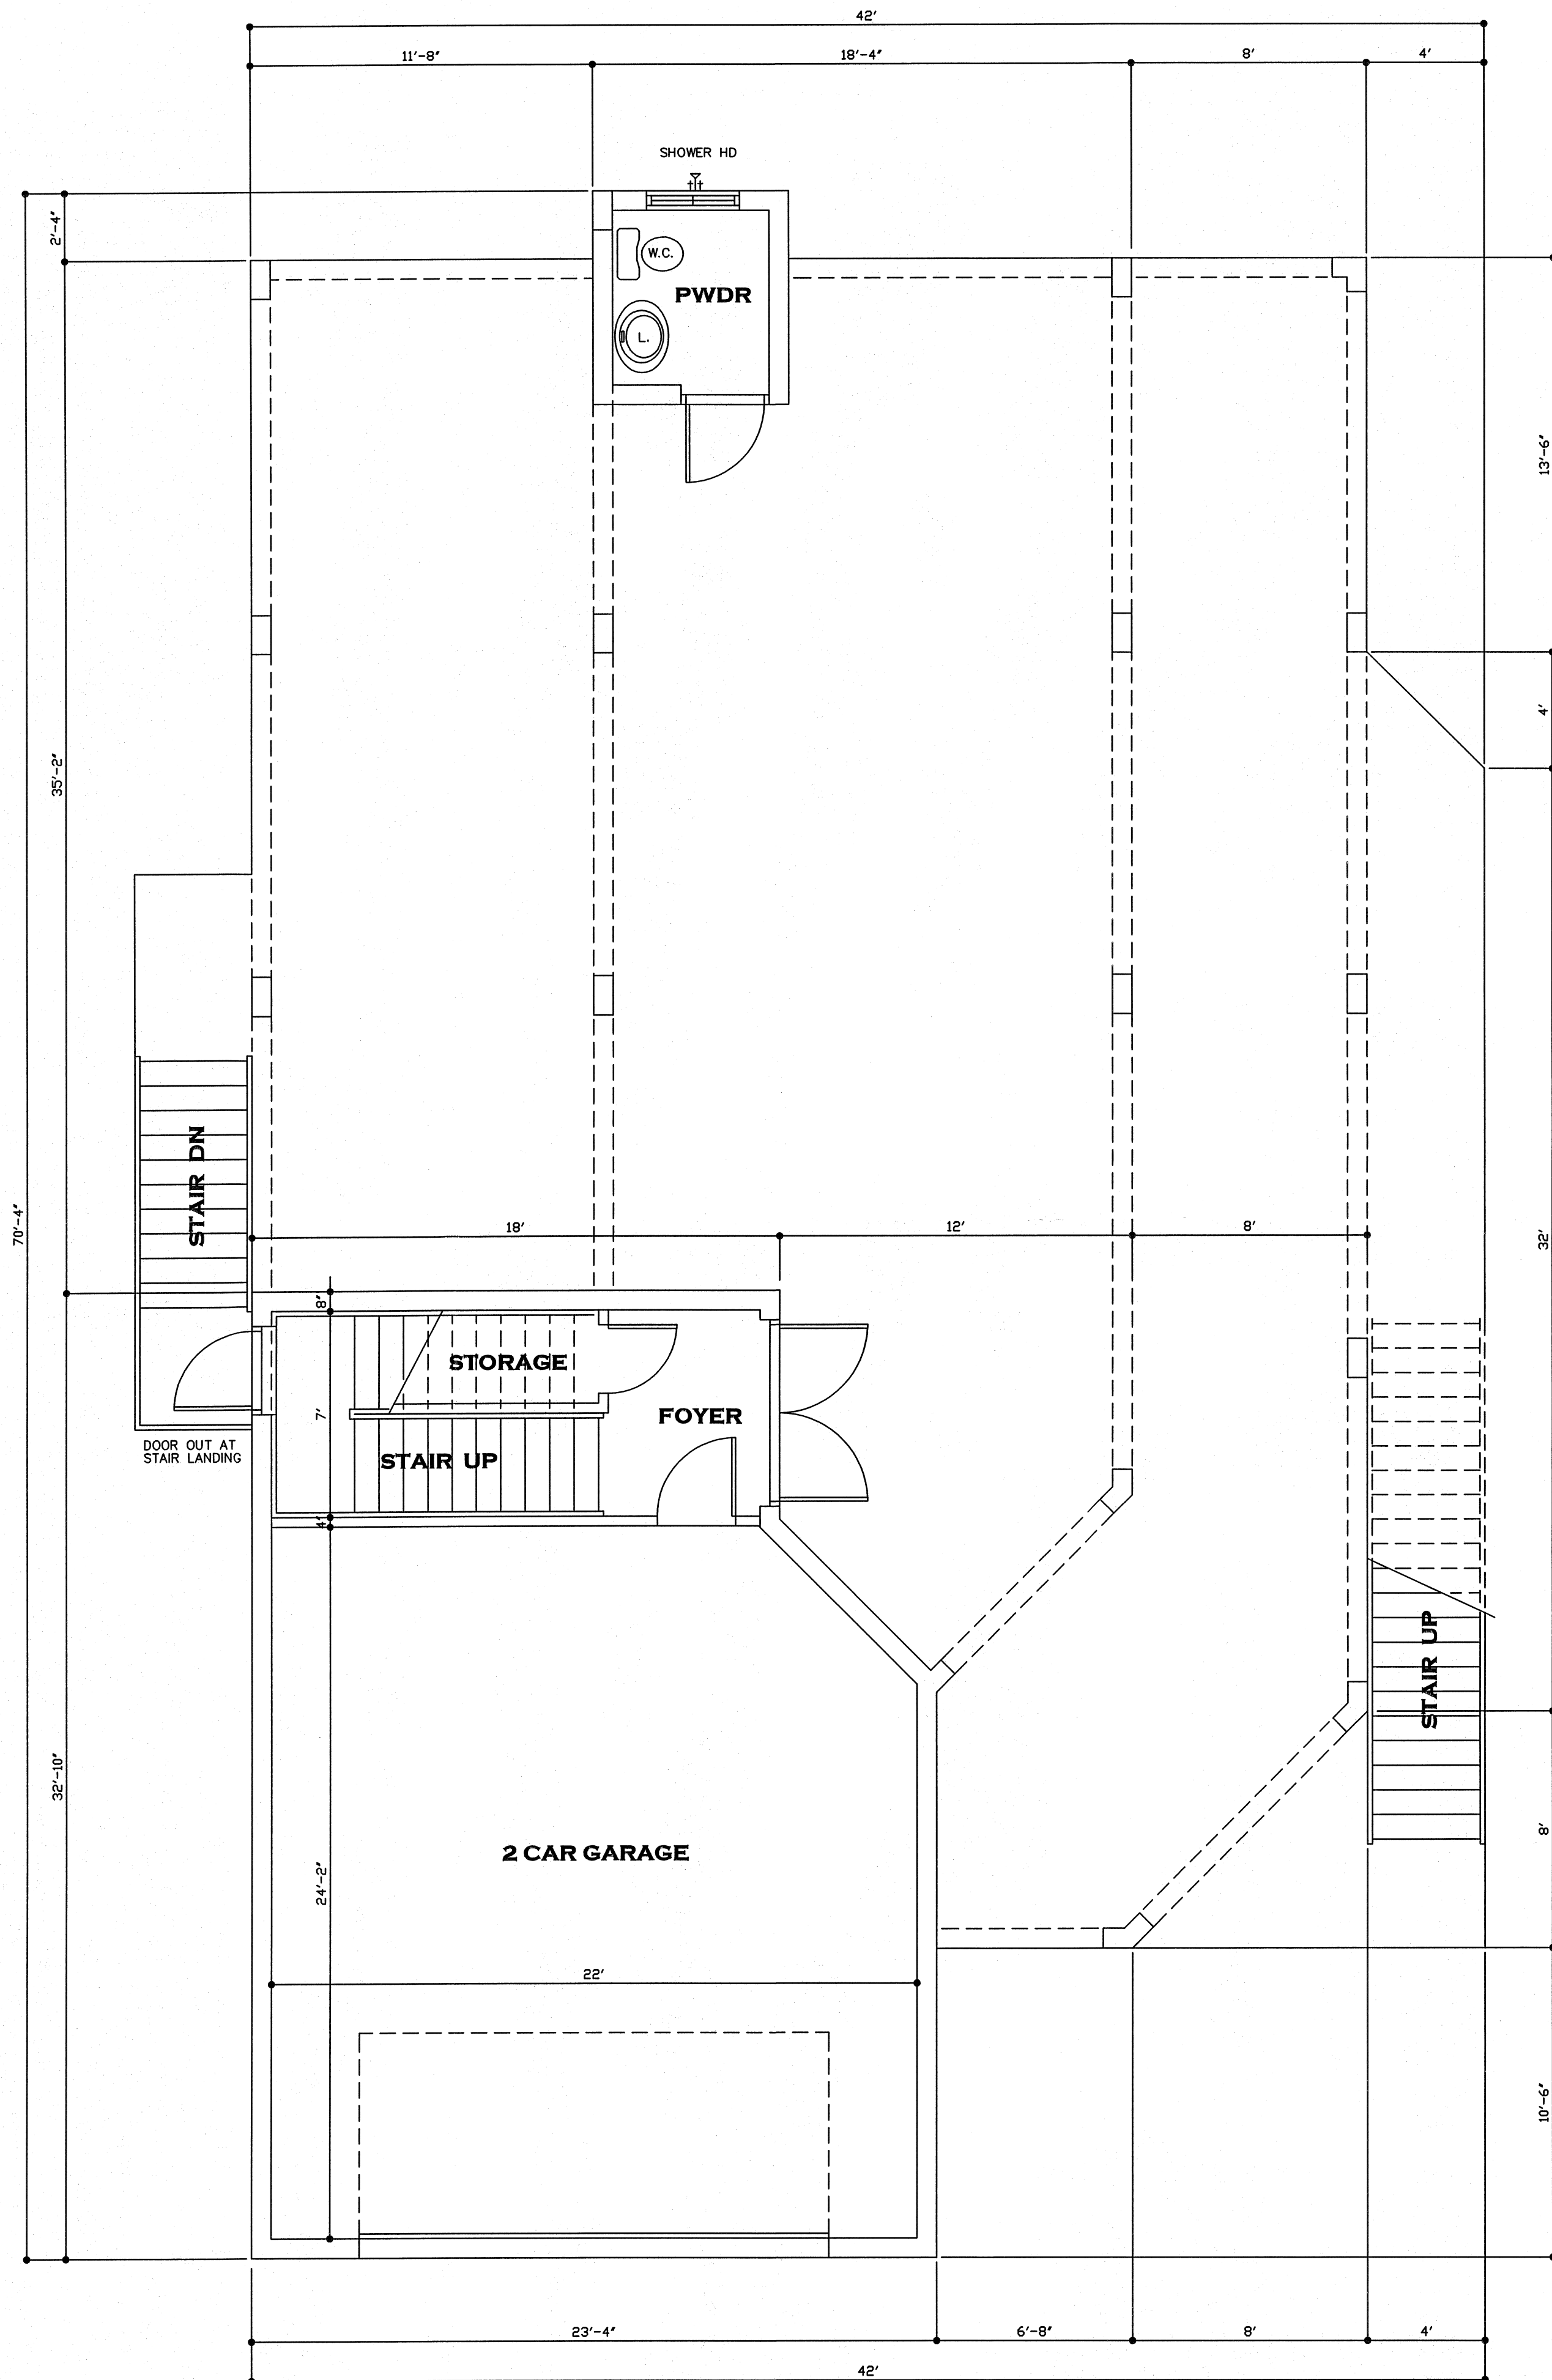 42'
11'-8"
18'-4"
8'
4'
SHOWER HD
2'-4"
W.C.
PWDR
L.
13'-6"
4'
35'-2"
70'-4"
STAIR DN
18'
12'
8'
32'
8"
STORAGE
7'
FOYER
STAIR UP
DOOR OUT AT
STAIR LANDING
4"
STAIR UP
32'-10"
2 CAR GARAGE
24'-2"
8'
22'
10'-6"
23'-4"
6'-8"
8'
4'
42'